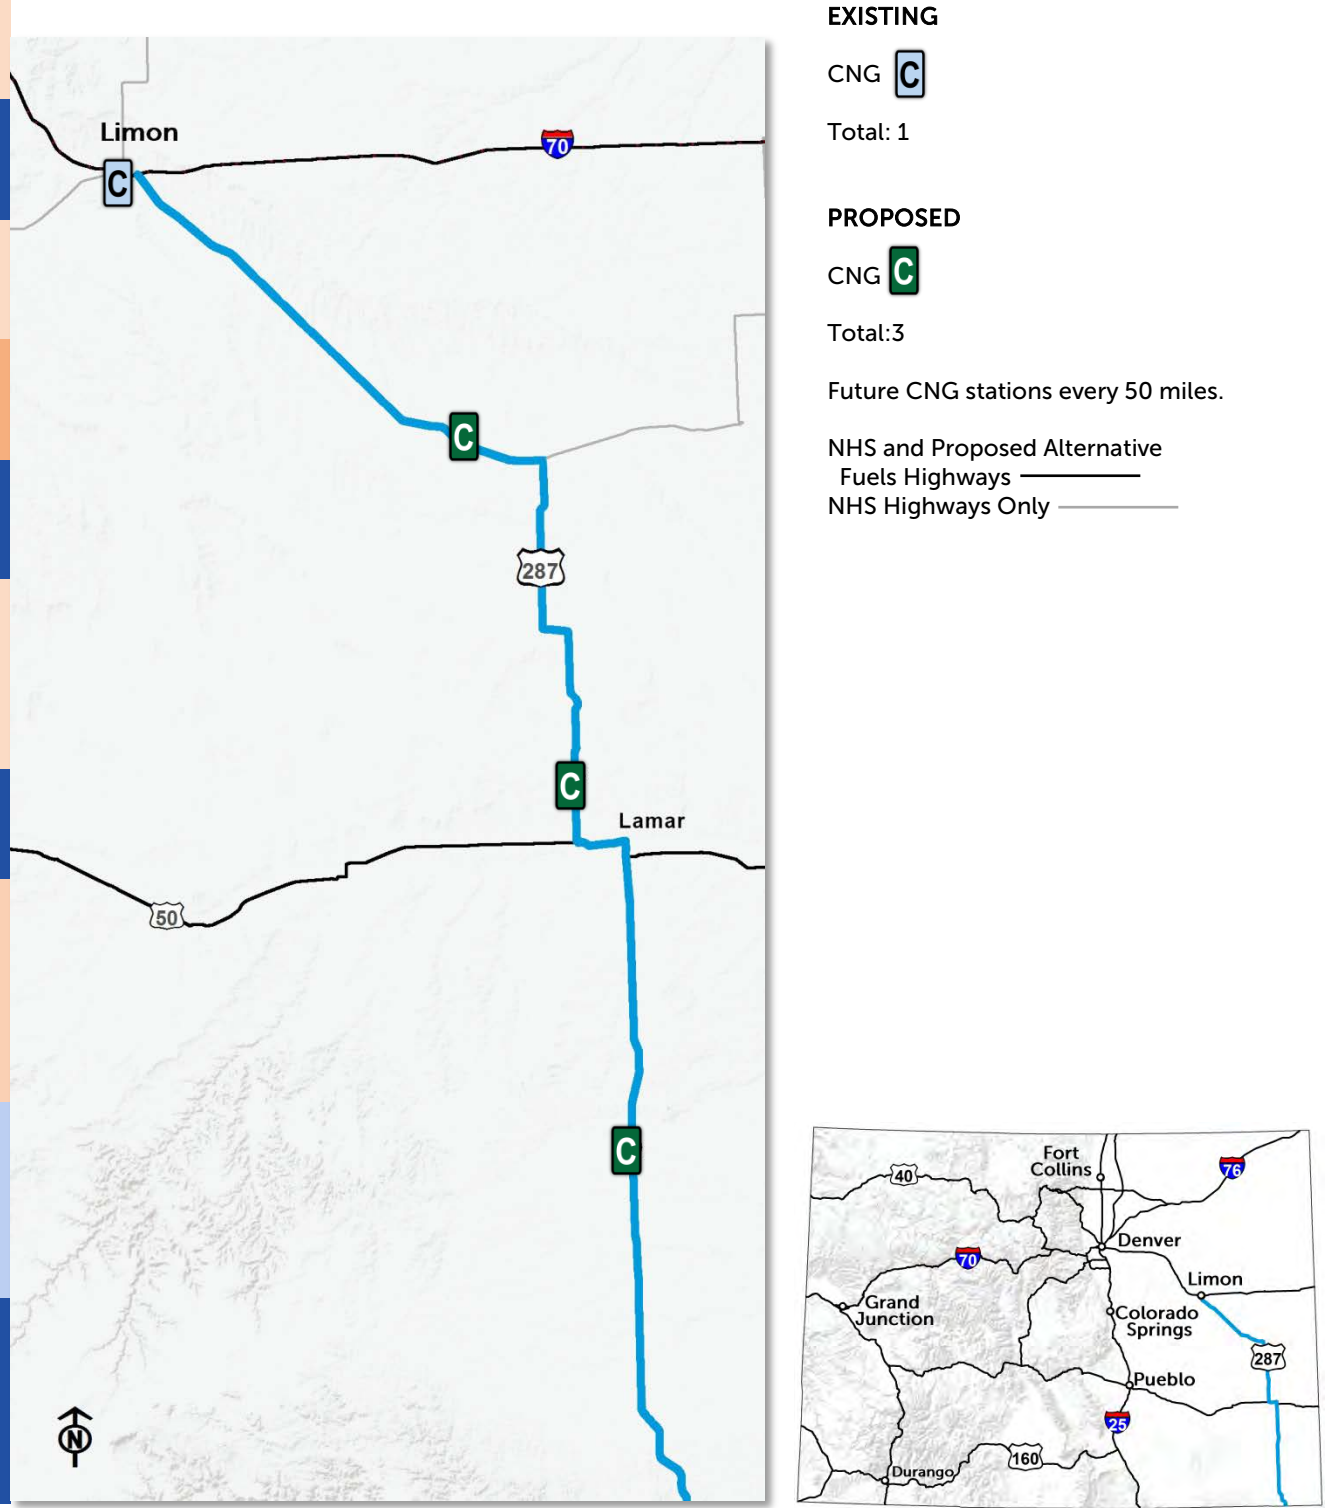 EXISTING
CNG C
Total: 1
PROPOSED
CNG C
Total:3
Future CNG stations every 50 miles.
NHS and Proposed Alternative
Fuels Highways
NHS Highways Only
Limon
70
C
C
287
C
Lamar
50
C
N
Fort
Collins
40
76
Denver
70
Limon
Grand
Junction
Colorado
Springs
287
Pueblo
25
160
Durango